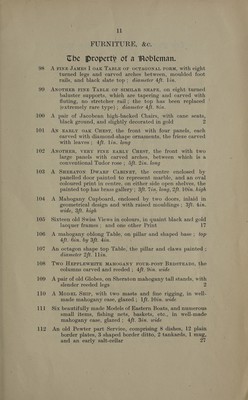 11
FURNITURE, &c.
The Property of a Nobleman.
98 A FINE JAMES I OAK TABLE OF OCTAGONAL FORM, with eight
turned legs and carved arches between, moulded foot
rails, and black slate top; diameter 4ft. 1in.
99 ANOTHER FINE TABLE OF SIMILAR SHAPE, on eight turned
baluster supports, which are tapering and carved with
fluting, no stretcher rail; the top has been replaced
(extremely rare type); diameter 4ft. 8in.
100 A pair of Jacobean high-backed Chairs, with cane seats,
black ground, and slightly decorated in gold 2
101 AN EARLY OAK CHEST, the front with four panels, each
carved with diamond-shape ornaments, the frieze carved
with leaves; 4ft. 1in. long
102 ANOTHER, VERY FINE EARLY CHEST, the front with two
large panels with carved arches, between which is a
conventional Tudor rose; 5ft. 2in. long
103 A SHERATON DWARF CABINET, the centre enclosed by
panelled door painted to represent marble, and an oval
coloured print in centre, on either side open shelves, the
painted top has brass gallery; 3ft. 7in. long, 2ft. 10in. high
104 A Mahogany Cupboard, enclosed by two doors, inlaid in
geometrical design and with raised mouldings; 3ft. 4in.
wide, 3ft. high
105 Sixteen old Swiss Views in colours, in quaint black and gold
lacquer frames; and one other Print 17
106 A mahogany oblong Table, on pillar and shaped base; top
4ft. 6in. by 3ft. 4in.
107 An octagon shape top Table, the pillar and claws painted;
diameter 2ft. 11in.
108 TWO HEPPLEWHITE MAHOGANY FOUR-POST BEDSTEADS, the
columns carved and reeded; 4ft. 9in. wide
109 A pair of old Globes, on Sheraton mahogany tall stands, with
slender reeded legs 2
110 A MODEL SHIP, with two masts and fine rigging, in well-
made mahogany case, glazed; 1ft. 10in. wide
111 Six beautifully made Models of Eastern Boats, and numerous
small items, fishing nets, baskets, etc., in well-made
mahogany case, glazed; 4ft. 3in. wide
112 An old Pewter part Service, comprising 8 dishes, 12 plain
border plates, 3 shaped border ditto, 2 tankards, 1 mug,
and an early salt-cellar 27